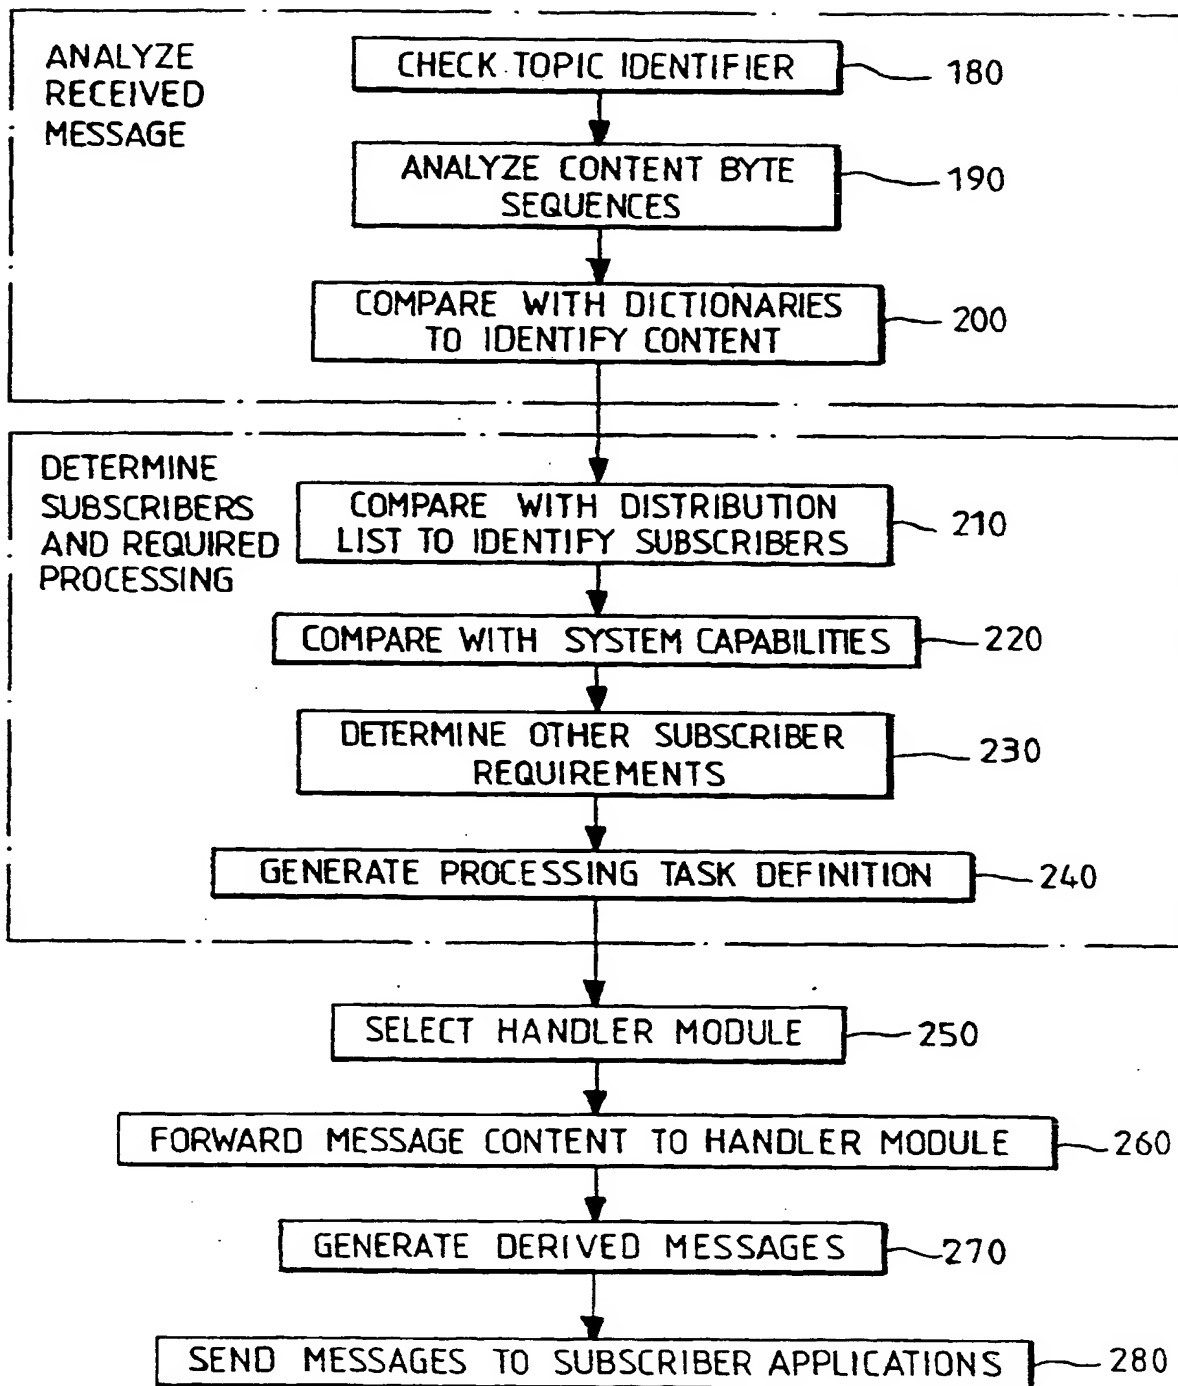 ANALYZE
RECEIVED
MESSAGE
CHECK TOPIC IDENTIFIER
180
ANALYZE CONTENT BYTE
SEQUENCES
190
COMPARE WITH DICTIONARIES
TO IDENTIFY CONTENT
200
DETERMINE
SUBSCRIBERS
AND REQUIRED
PROCESSING
COMPARE WITH DISTRIBUTION
LIST TO IDENTIFY SUBSCRIBERS
210
COMPARE WITH SYSTEM CAPABILITIES
220
DETERMINE OTHER SUBSCRIBER
REQUIREMENTS
230
GENERATE PROCESSING TASK DEFINITION
240
SELECT HANDLER MODULE
250
FORWARD MESSAGE CONTENT TO HANDLER MODULE
260
GENERATE DERIVED MESSAGES
270
SEND MESSAGES TO SUBSCRIBER APPLICATIONS
280